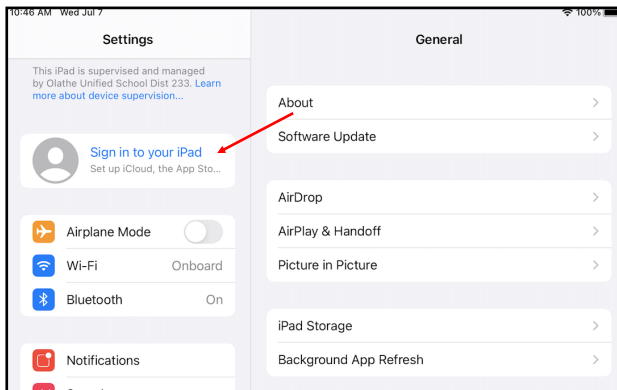 10:46 AM Wed Jul 7
100%
Settings
General
This iPad is supervised and managed
by Olathe Unified School Dist 233. Learn
more about device supervision...
Sign in to your iPad
Set up iCloud, the App Sto...
Airplane Mode
Wi-Fi Onboard
Bluetooth On
Notifications
About
Software Update
AirDrop
AirPlay & Handoff
Picture in Picture
iPad Storage
Background App Refresh